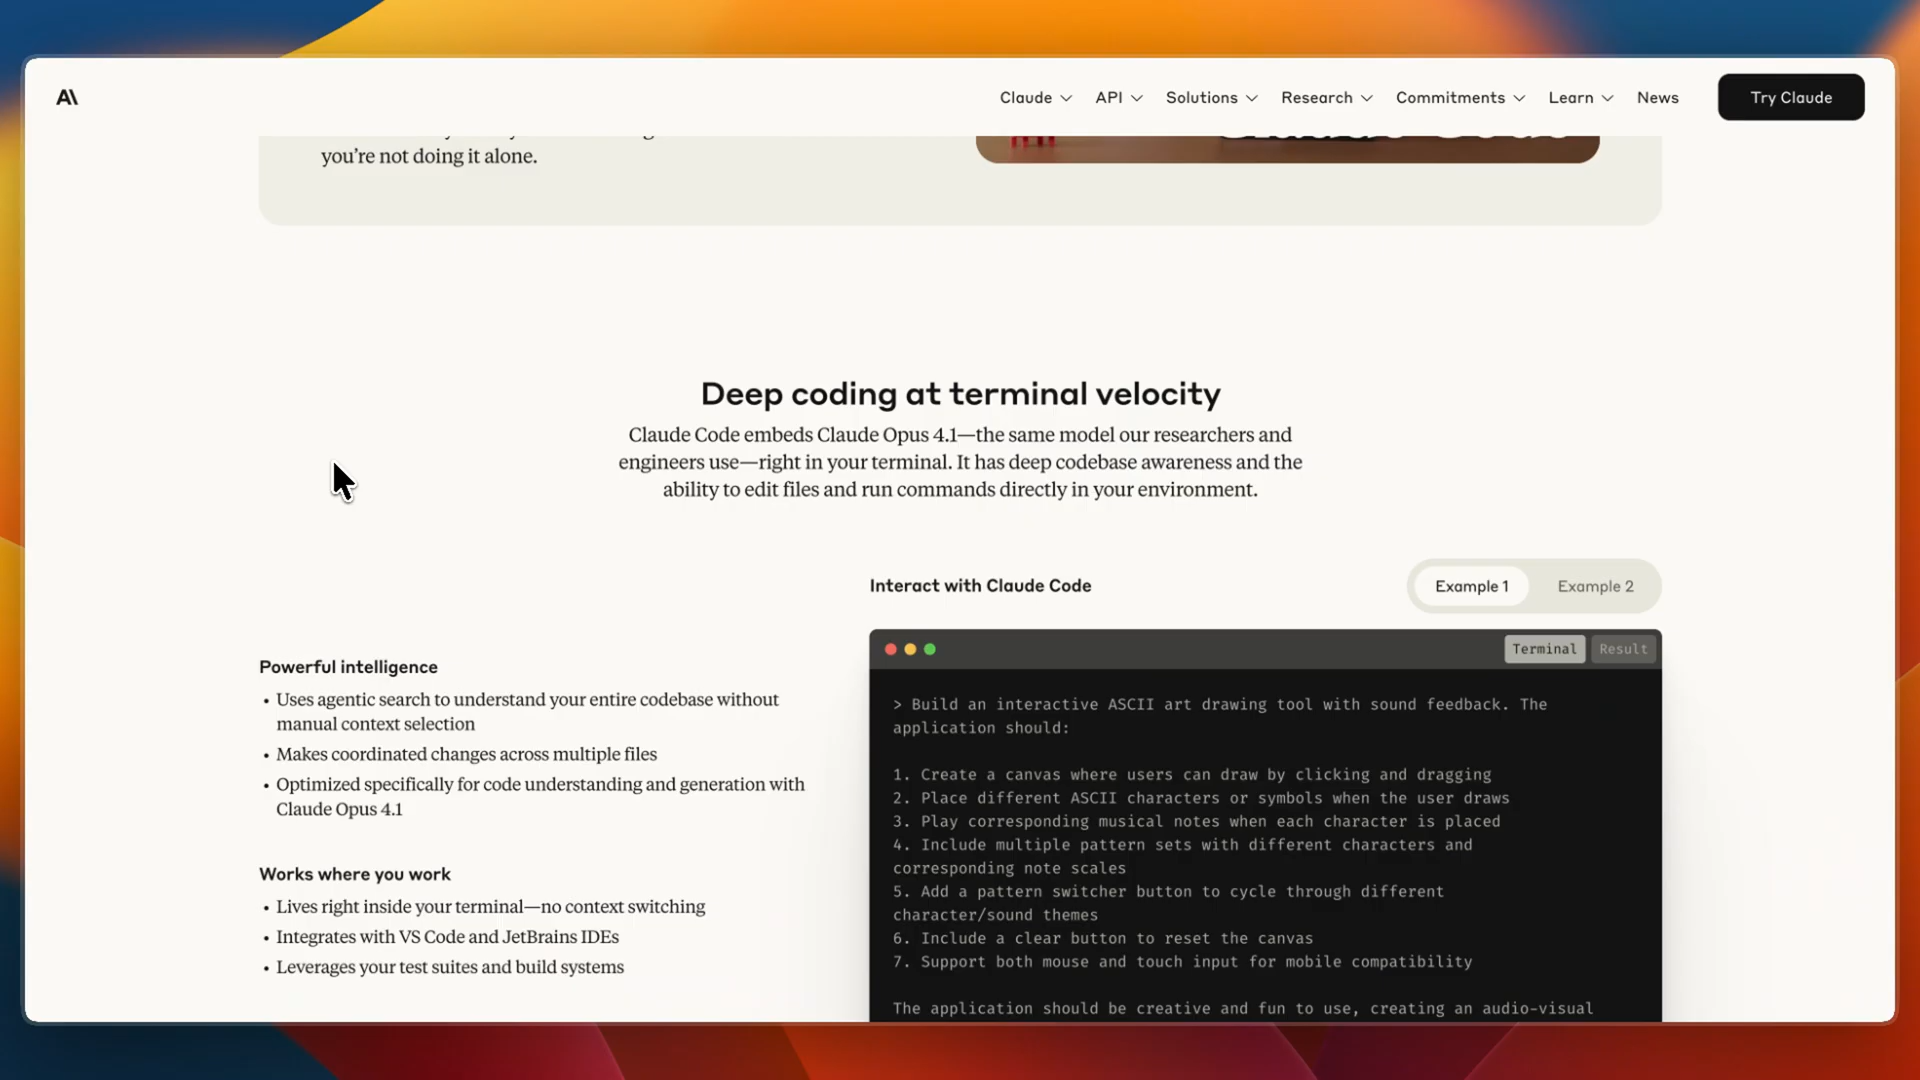 Claude
API
Solutions
Research
Commitments
Learn
News
Try Claude
you're not doing it alone.
Deep coding at terminal velocity
Claude Code embeds Claude Opus 4.1—the same model our researchers and
engineers use—right in your terminal. It has deep codebase awareness and the
ability to edit files and run commands directly in your environment.
Interact with Claude Code
Example 1
Example 2
Powerful intelligence
• Uses agentic search to understand your entire codebase without
manual context selection
• Makes coordinated changes across multiple files
• Optimized specifically for code understanding and generation with
Claude Opus 4.1
Works where you work
• Lives right inside your terminal—no context switching
• Integrates with VS Code and JetBrains IDEs
• Leverages your test suites and build systems
Terminal
Result
> Build an interactive ASCII art drawing tool with sound feedback. The
application should:
1. Create a canvas where users can draw by clicking and dragging
2. Place different ASCII characters or symbols when the user draws
3. Play corresponding musical notes when each character is placed
4. Include multiple pattern sets with different characters and
corresponding note scales
5. Add a pattern switcher button to cycle through different
character/sound themes
6. Include a clear button to reset the canvas
7. Support both mouse and touch input for mobile compatibility
The application should be creative and fun to use, creating an audio-visual